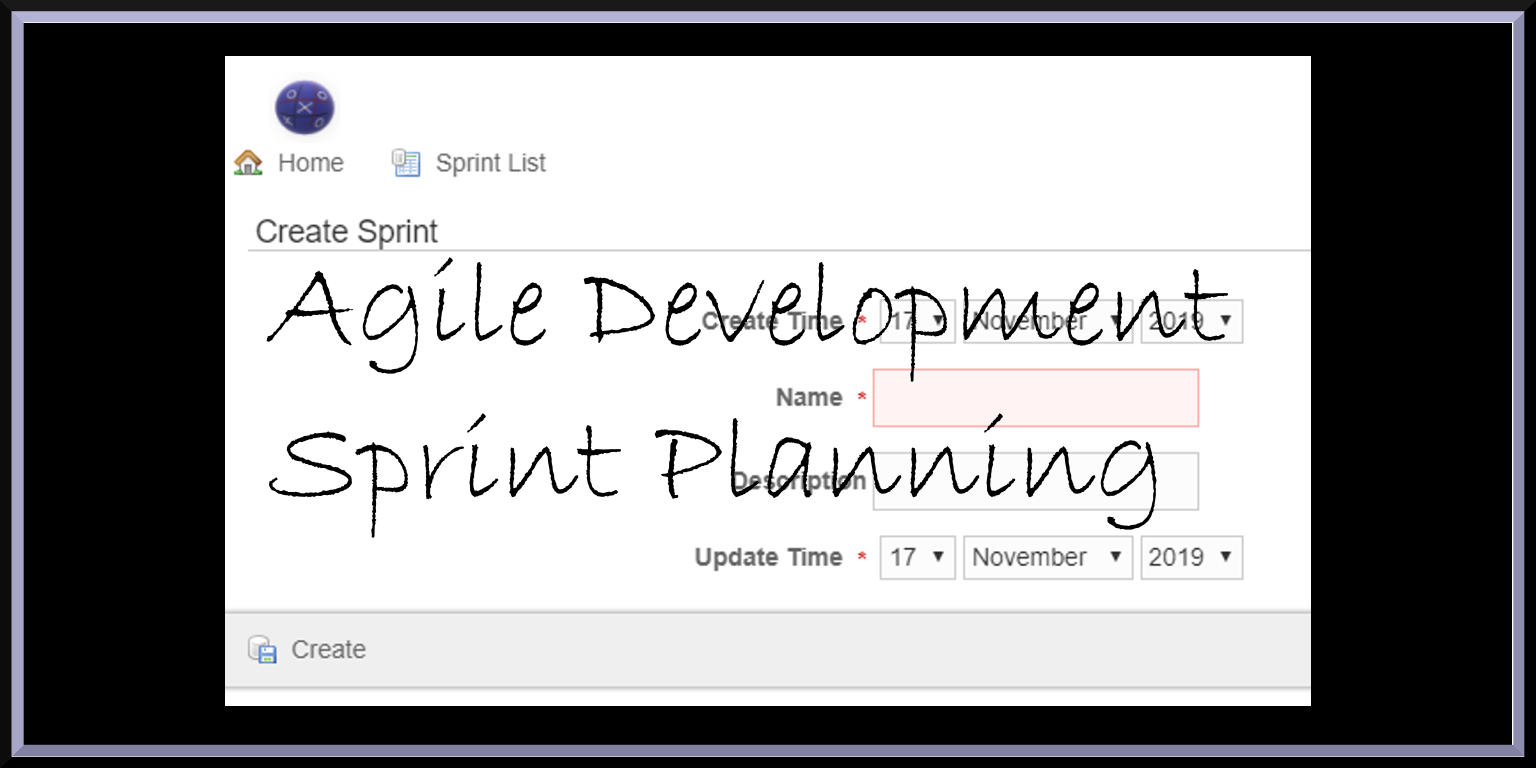 Home Sprint List
Create Sprint
Agile Development
Create Time * 17 November 2019
Name *
Sprint Planning
Description
Update Time * 17 November 2019
Create